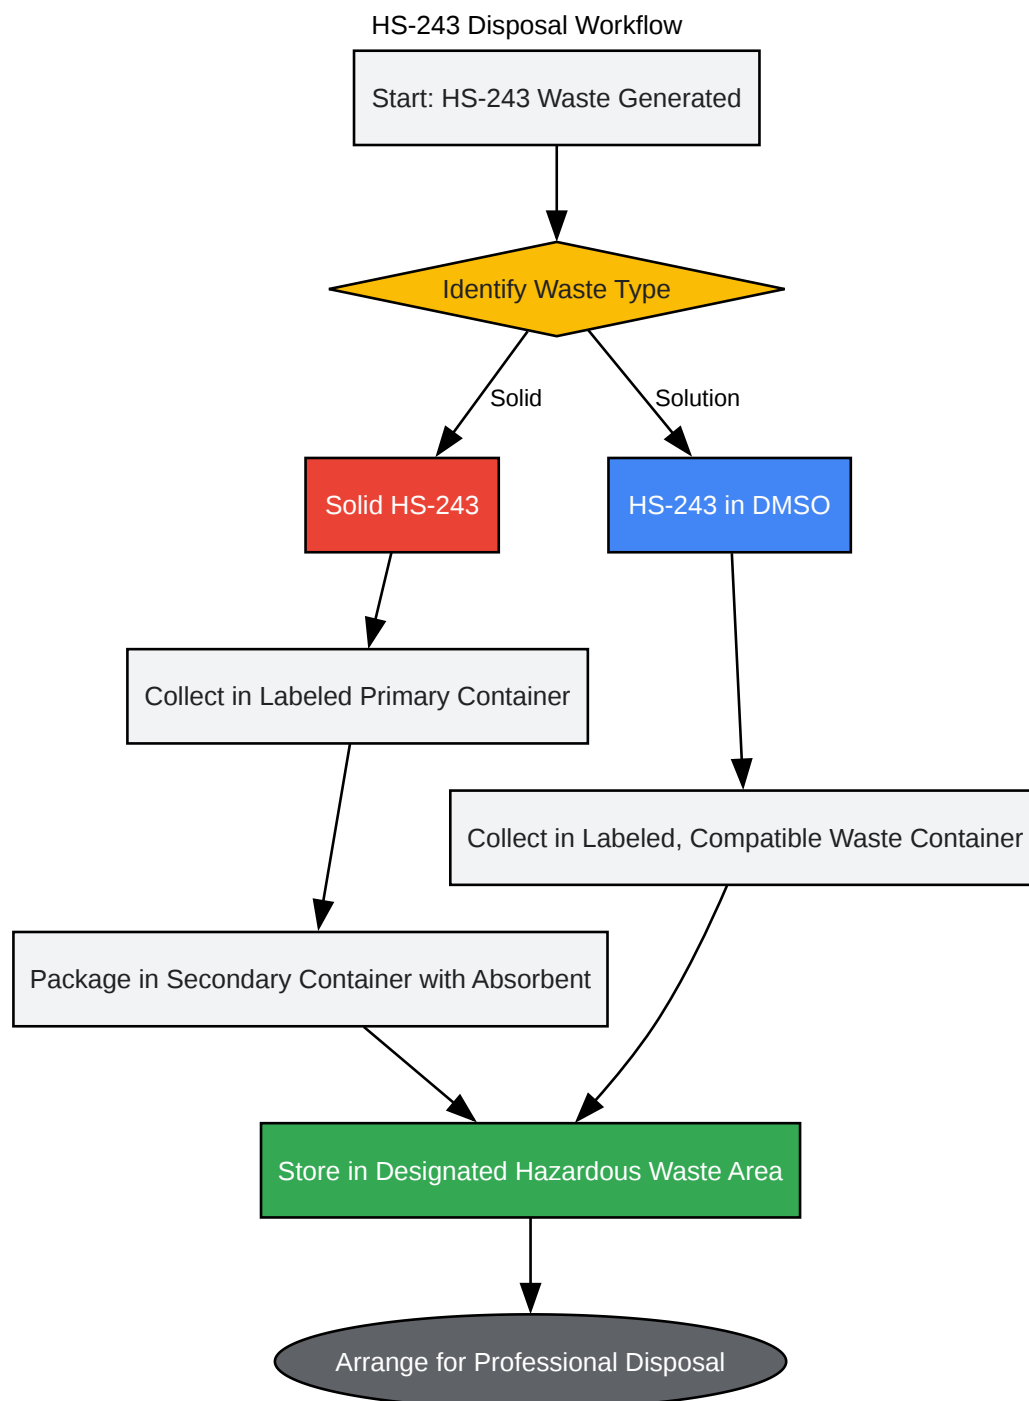 HS-243 Disposal Workflow
Start: HS-243 Waste Generated
Identify Waste Type
Solid
Solution
Solid HS-243
HS-243 in DMSO
Collect in Labeled Primary Container
Collect in Labeled, Compatible Waste Container
Package in Secondary Container with Absorbent
Store in Designated Hazardous Waste Area
Arrange for Professional Disposal